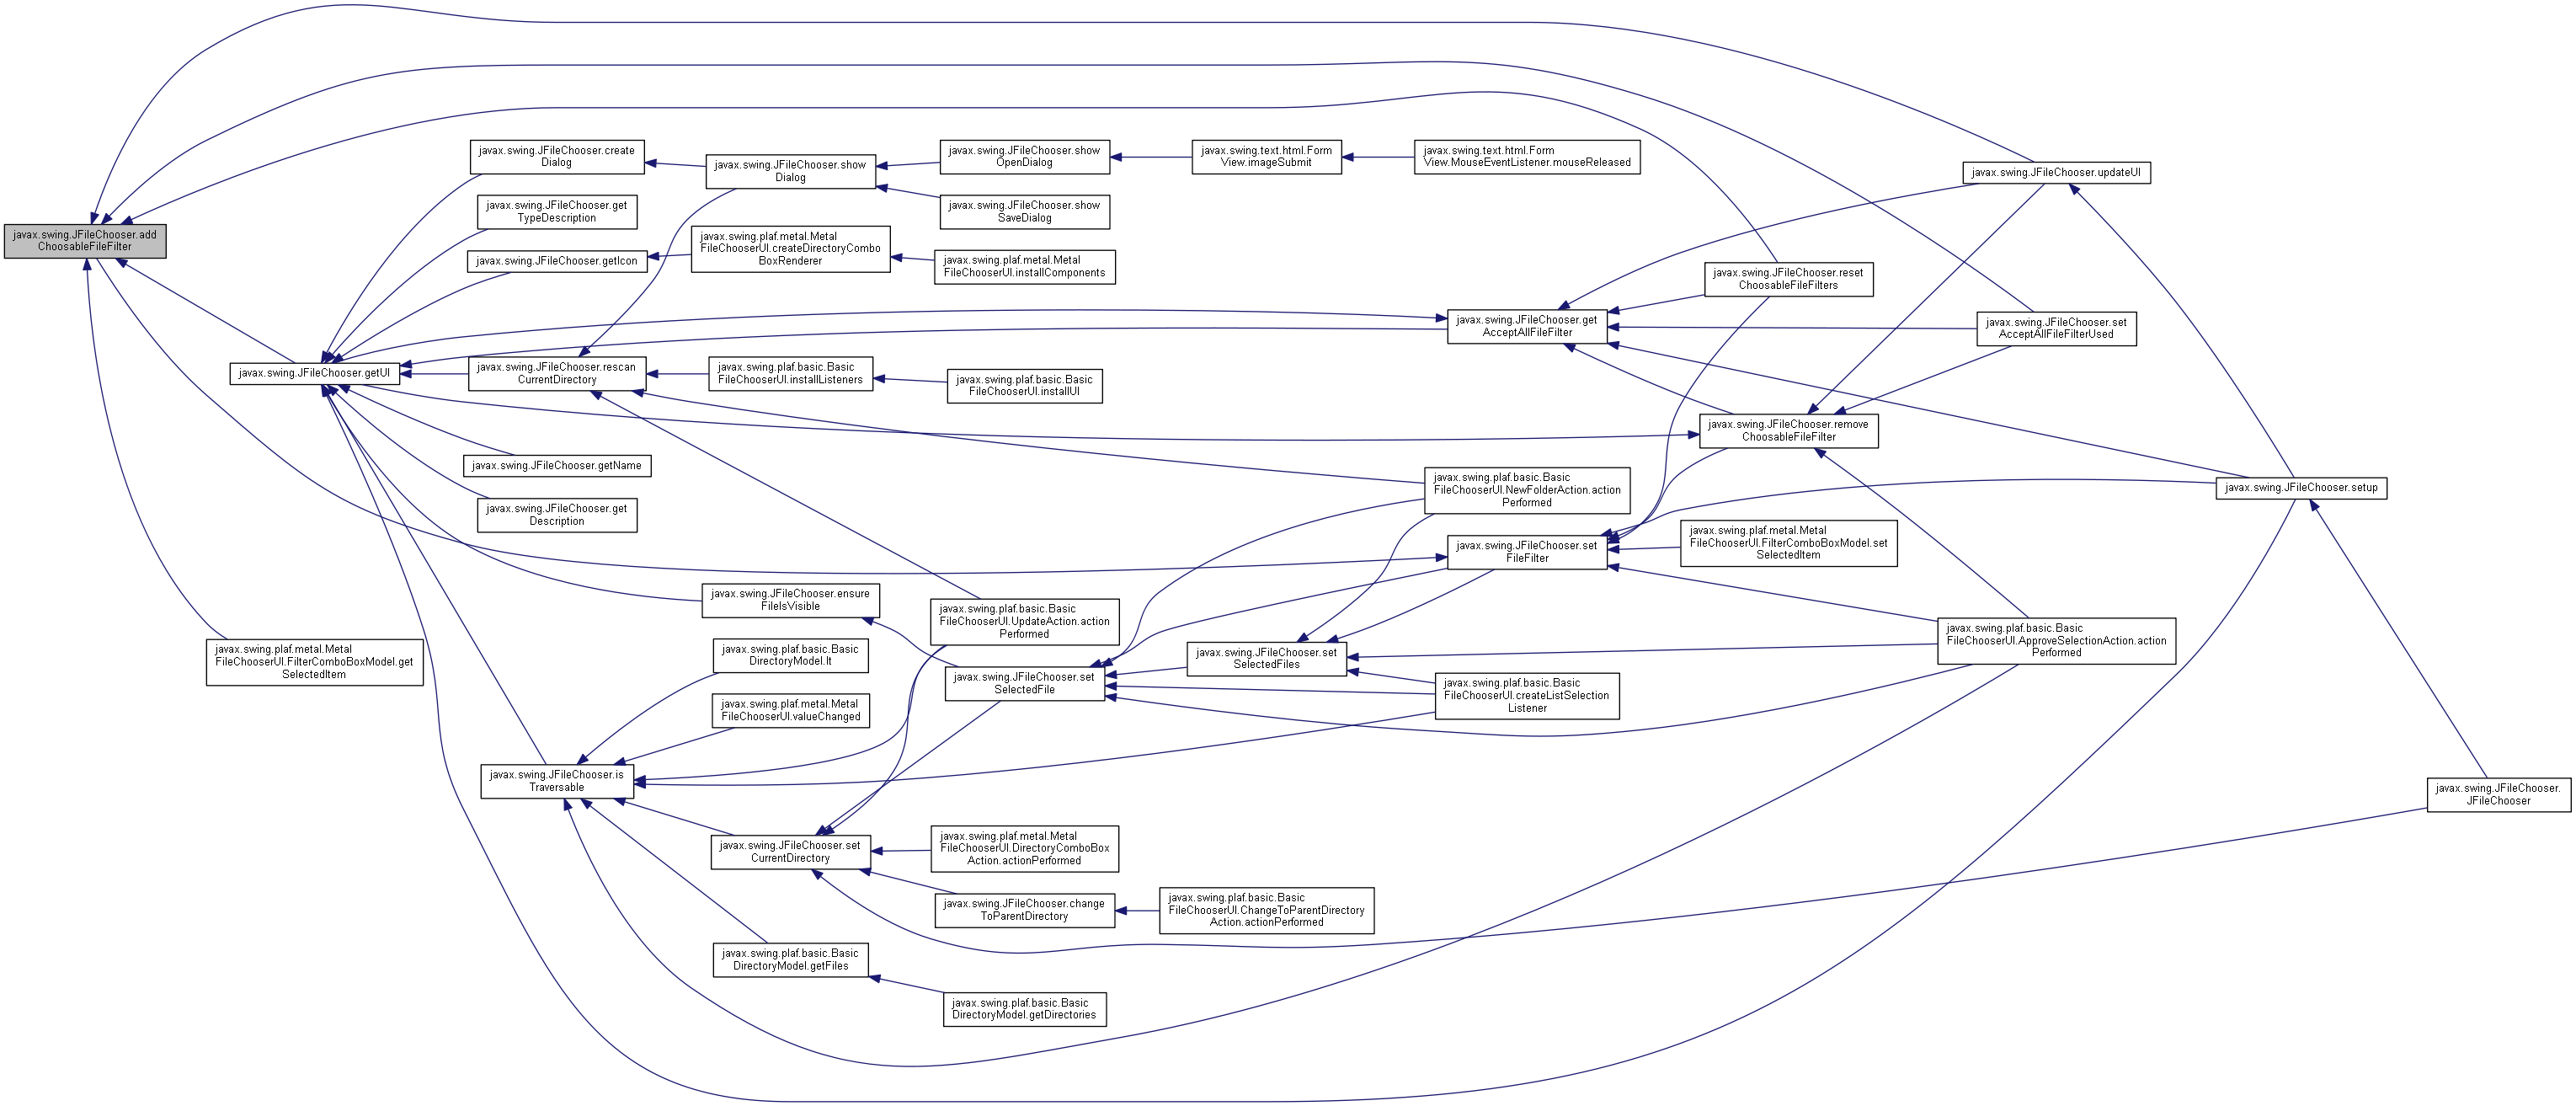 javax.swing.JFileChooser.add
ChoosableFileFilter
javax.swing.JFileChooser.getUI
javax.swing.plaf.metal.Metal
FileChooserUI.FilterComboBoxModel.get
SelectedItem
javax.swing.JFileChooser.create
Dialog
javax.swing.JFileChooser.get
TypeDescription
javax.swing.JFileChooser.getIcon
javax.swing.JFileChooser.rescan
CurrentDirectory
javax.swing.JFileChooser.getName
javax.swing.JFileChooser.get
Description
javax.swing.JFileChooser.is
Traversable
javax.swing.JFileChooser.show
Dialog
javax.swing.plaf.metal.Metal
FileChooserUI.createDirectoryCombo
BoxRenderer
javax.swing.plaf.basic.Basic
FileChooserUI.installListeners
javax.swing.JFileChooser.ensure
FileIsVisible
javax.swing.plaf.basic.Basic
DirectoryModel.lt
javax.swing.plaf.metal.Metal
FileChooserUI.valueChanged
javax.swing.JFileChooser.set
CurrentDirectory
javax.swing.plaf.basic.Basic
DirectoryModel.getFiles
javax.swing.JFileChooser.show
OpenDialog
javax.swing.JFileChooser.show
SaveDialog
javax.swing.plaf.metal.Metal
FileChooserUI.installComponents
javax.swing.plaf.basic.Basic
FileChooserUI.installUI
javax.swing.plaf.basic.Basic
FileChooserUI.UpdateAction.action
Performed
javax.swing.JFileChooser.set
SelectedFile
javax.swing.plaf.metal.Metal
FileChooserUI.DirectoryComboBox
Action.actionPerformed
javax.swing.JFileChooser.change
ToParentDirectory
javax.swing.plaf.basic.Basic
DirectoryModel.getDirectories
javax.swing.text.html.Form
View.imageSubmit
javax.swing.JFileChooser.set
SelectedFiles
javax.swing.plaf.basic.Basic
FileChooserUI.ChangeToParentDirectory
Action.actionPerformed
javax.swing.text.html.Form
View.MouseEventListener.mouseReleased
javax.swing.JFileChooser.get
AcceptAllFileFilter
javax.swing.plaf.basic.Basic
FileChooserUI.NewFolderAction.action
Performed
javax.swing.JFileChooser.set
FileFilter
javax.swing.plaf.basic.Basic
FileChooserUI.createListSelection
Listener
javax.swing.JFileChooser.reset
ChoosableFileFilters
javax.swing.JFileChooser.remove
ChoosableFileFilter
javax.swing.plaf.metal.Metal
FileChooserUI.FilterComboBoxModel.set
SelectedItem
javax.swing.JFileChooser.updateUI
javax.swing.JFileChooser.set
AcceptAllFileFilterUsed
javax.swing.plaf.basic.Basic
FileChooserUI.ApproveSelectionAction.action
Performed
javax.swing.JFileChooser.setup
javax.swing.JFileChooser.
JFileChooser